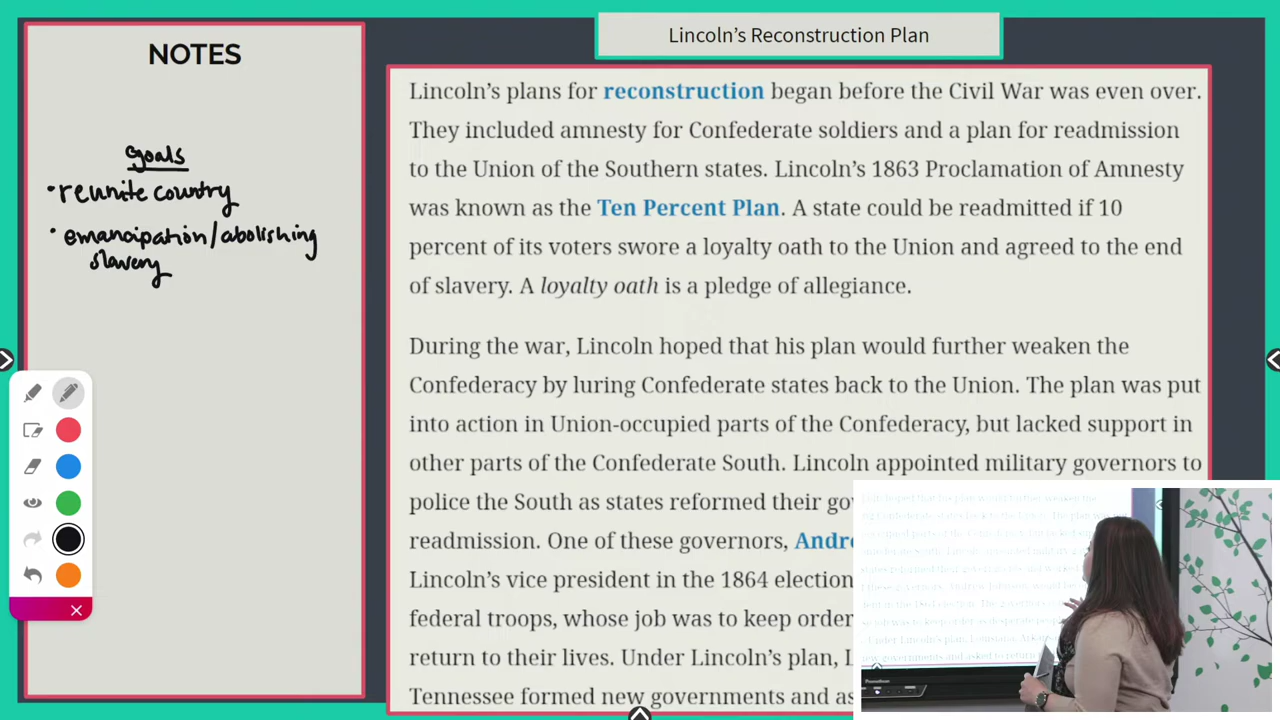 NOTES
Goals
• reunite country
• emancipation/abolishing
slavery
Lincoln's Reconstruction Plan
Lincoln's plans for reconstruction began before the Civil War was even over.
They included amnesty for Confederate soldiers and a plan for readmission
to the Union of the Southern states. Lincoln's 1863 Proclamation of Amnesty
was known as the Ten Percent Plan. A state could be readmitted if 10
percent of its voters swore a loyalty oath to the Union and agreed to the end
of slavery. A loyalty oath is a pledge of allegiance.
During the war, Lincoln hoped that his plan would further weaken the
Confederacy by luring Confederate states back to the Union. The plan was put
into action in Union-occupied parts of the Confederacy, but lacked support in
other parts of the Confederate South. Lincoln appointed military governors to
police the South as states reformed their gov
readmission. One of these governors, Andre
Lincoln's vice president in the 1864 election
federal troops, whose job was to keep order
return to their lives. Under Lincoln's plan, L
Tennessee formed new governments and as